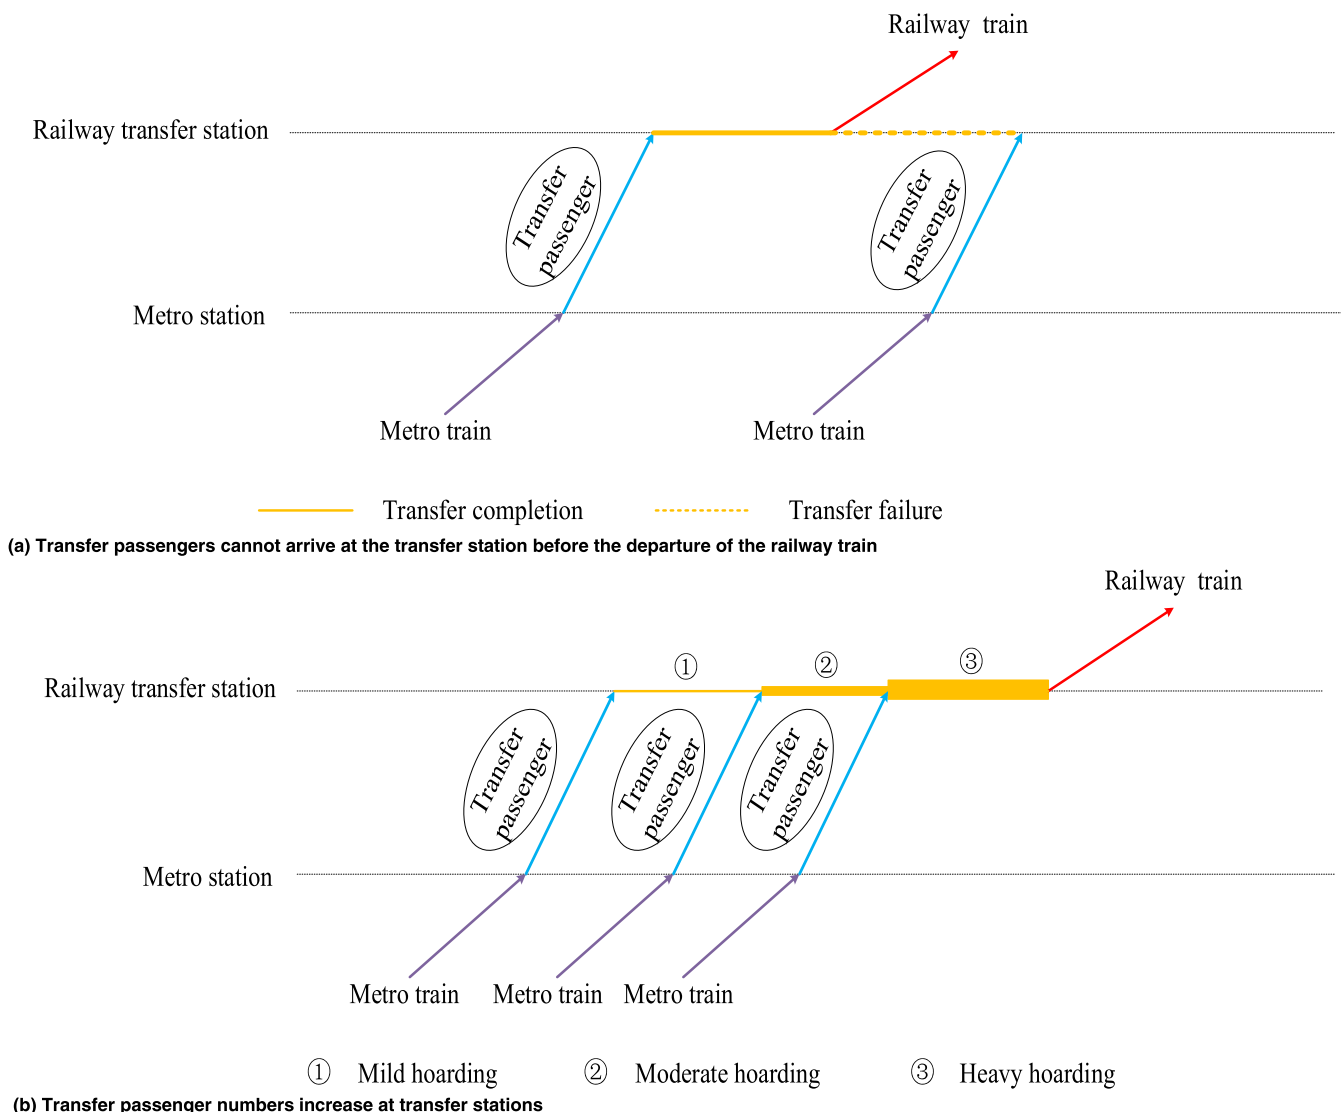 Railway train
Railway transfer station
Transfer
passenger
Transfer
passenger
Metro station
Metro train
Metro train
Transfer completion
Transfer failure
(a) Transfer passengers cannot arrive at the transfer station before the departure of the railway train
Railway train
① ② ③
Railway transfer station
Transfer
passenger
Transfer
passenger
Transfer
passenger
Metro station
Metro train
Metro train
Metro train
① Mild hoarding
② Moderate hoarding
③ Heavy hoarding
(b) Transfer passenger numbers increase at transfer stations